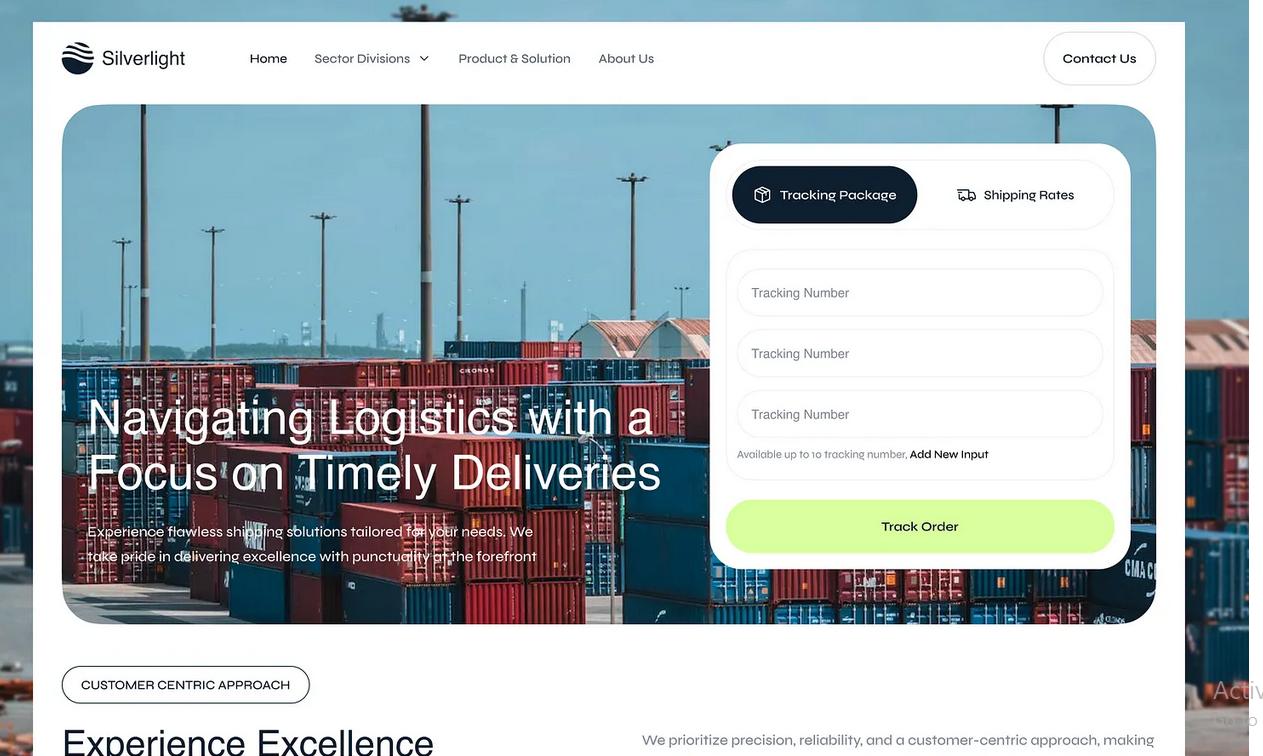 Silverlight
Home
Sector Divisions
Product & Solution
About Us
Contact Us
Tracking Package
Shipping Rates
Tracking Number
Tracking Number
Tracking Number
Available up to 10 tracking number, Add New Input
Track Order
CRONOS
Navigating Logistics with a
Focus on Timely Deliveries
Experience flawless shipping solutions tailored for your needs. We
take pride in delivering excellence with punctuality at the forefront
CMA
CUSTOMER CENTRIC APPROACH
Experience Excellence
We prioritize precision, reliability, and a customer-centric approach, making